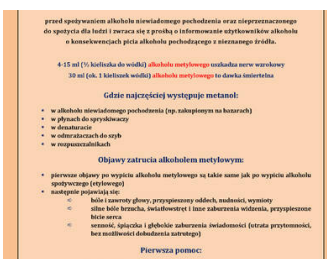 przed spożywaniem alkoholu niewiadomego pochodzenia oraz nieprzeznaczonego
do spożycia dla ludzi i zwraca się z prośbą o informowanie użytkowników alkoholu
o konsekwencjach picia alkoholu pochodzącego z nieznanego źródła.
4-15 ml (½ kieliszka do wódki) alkoholu metylowego uszkadza nerw wzrokowy
30 ml (ok. 1 kieliszek wódki) alkoholu metylowego to dawka śmiertelna
Gdzie najczęściej występuje metanol:
w alkoholu niewiadomego pochodzenia (np. zakupionym na bazarach)
w płynach do spryskiwaczy
w denaturacie
w odmrażaczach do szyb
w rozpuszczalnikach
Objawy zatrucia alkoholem metylowym:
pierwsze objawy po wypiciu alkoholu metylowego są takie same jak po wypiciu alkoholu
spożywczego (etylowego)
następnie pojawiają się:
bóle i zawroty głowy, przyspieszony oddech, nudności, wymioty
silne bóle brzucha, światłowstręt i inne zaburzenia widzenia, przyspieszone
bicie serca
senność, śpiączka i głębokie zaburzenia świadomości (utrata przytomności,
bez możliwości dobudzenia zatrutego)
Pierwsza pomoc: